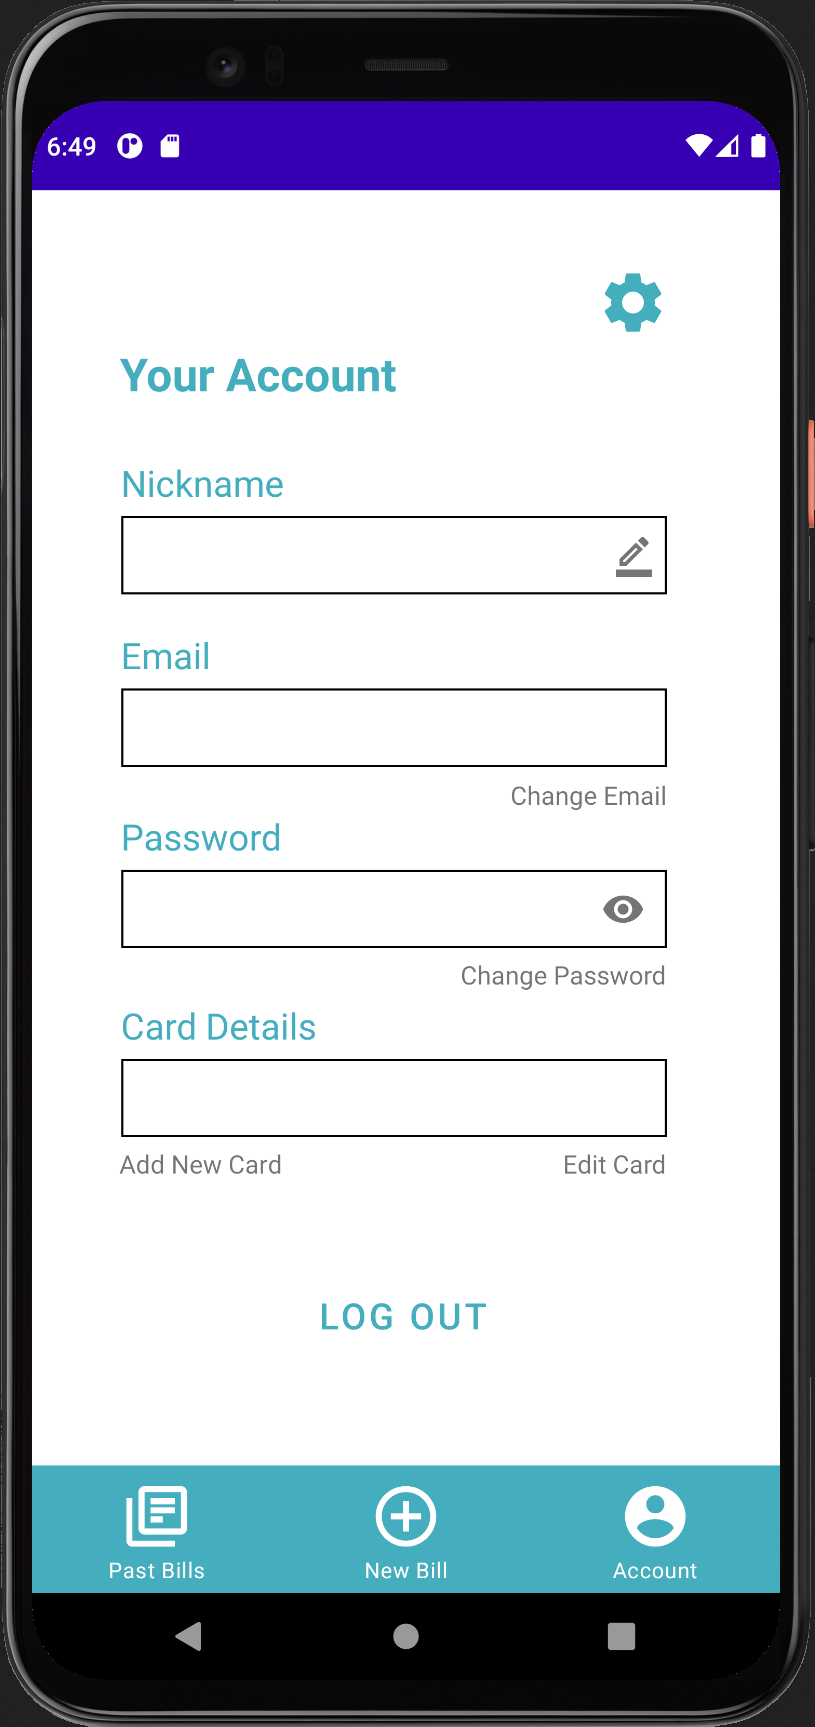 6:49
Your Account
Nickname
Email
Change Email
Password
Change Password
Card Details
Add New Card Edit Card
LOG OUT
Past Bills New Bill Account